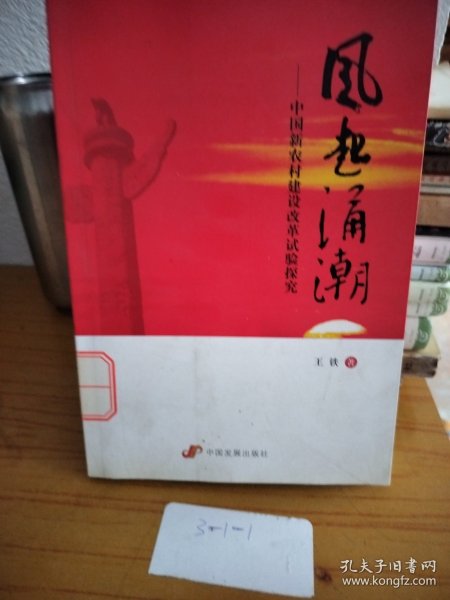 风起涌潮
——中国新农村建设改革试验探究
王铁 著
中国发展出版社
3-1-1
孔夫子旧书网
www.kongfz.com